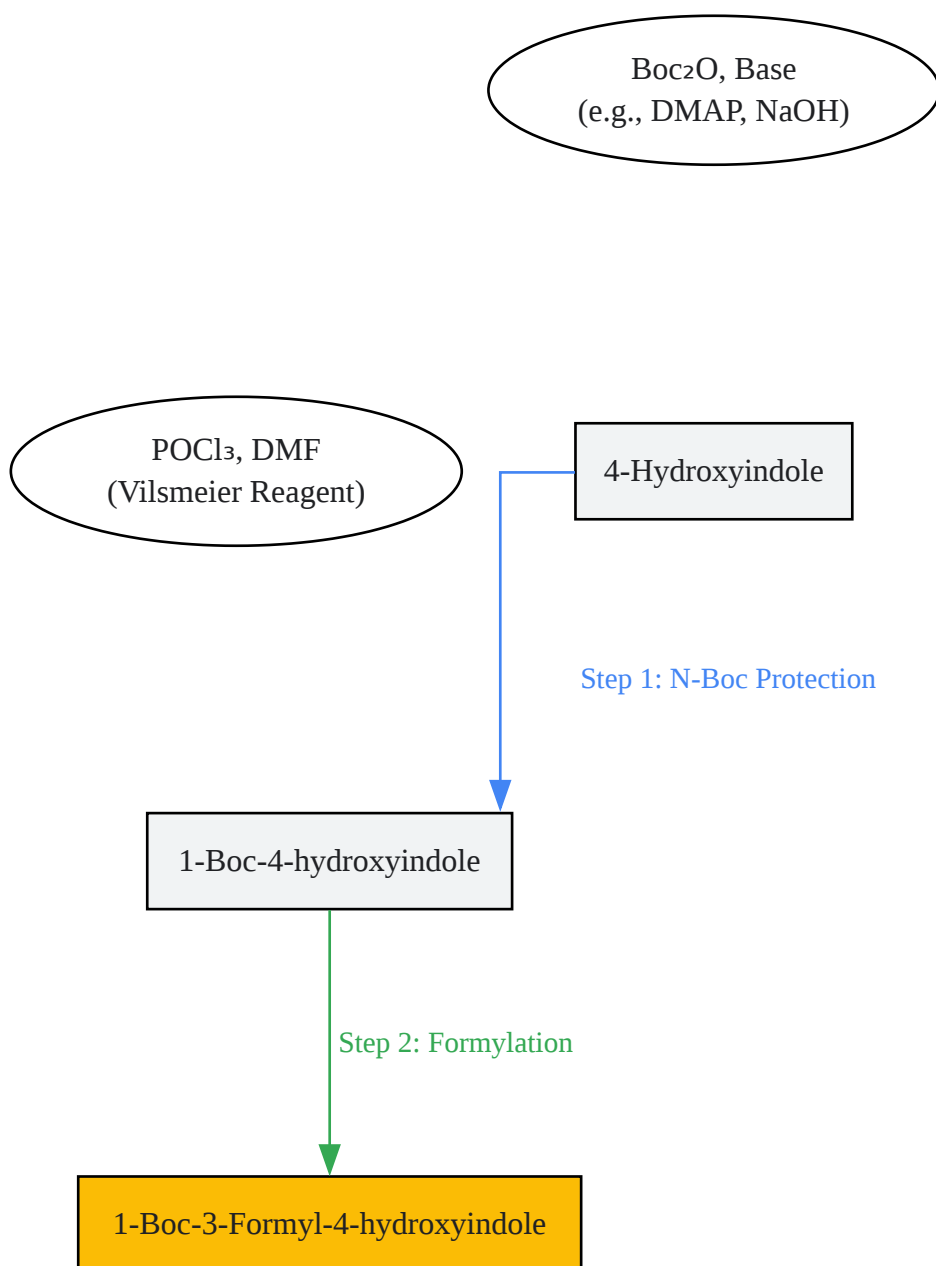 Boc₂O, Base
(e.g., DMAP, NaOH)
POCl₃, DMF
(Vilsmeier Reagent)
4-Hydroxyindole
Step 1: N-Boc Protection
1-Boc-4-hydroxyindole
Step 2: Formylation
1-Boc-3-Formyl-4-hydroxyindole